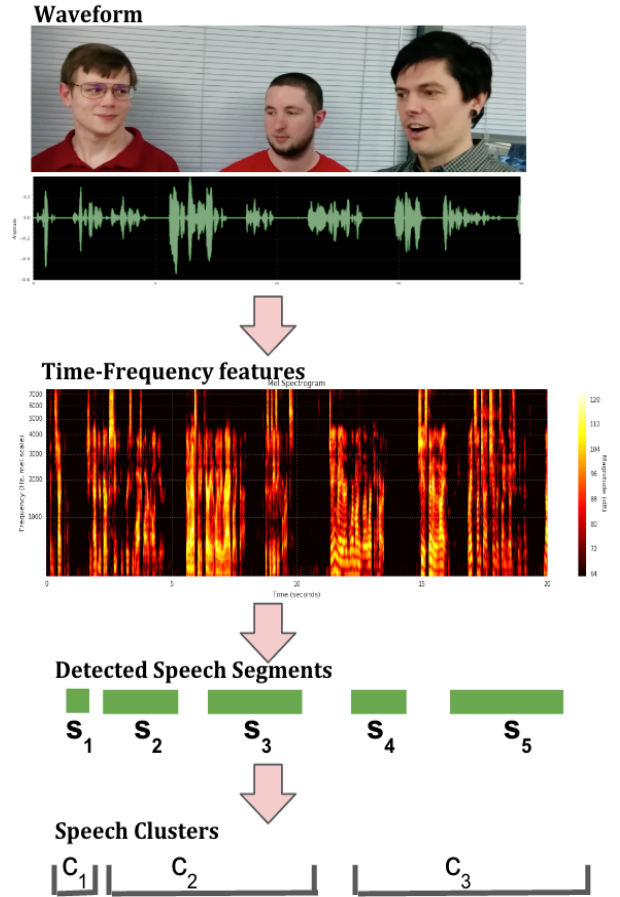 Waveform
Amplitude
Time-Frequency features
Mel Spectrogram
Frequency (Hz, mel-scale)
7000
6000
5000
4000
3000
2000
1000
120
112
104
96
88
80
72
64
Magnitude (dB)
0 5 10 15 20
Time (seconds)
Detected Speech Segments
S1 S2 S3 S4 S5
Speech Clusters
C1 C2 C3